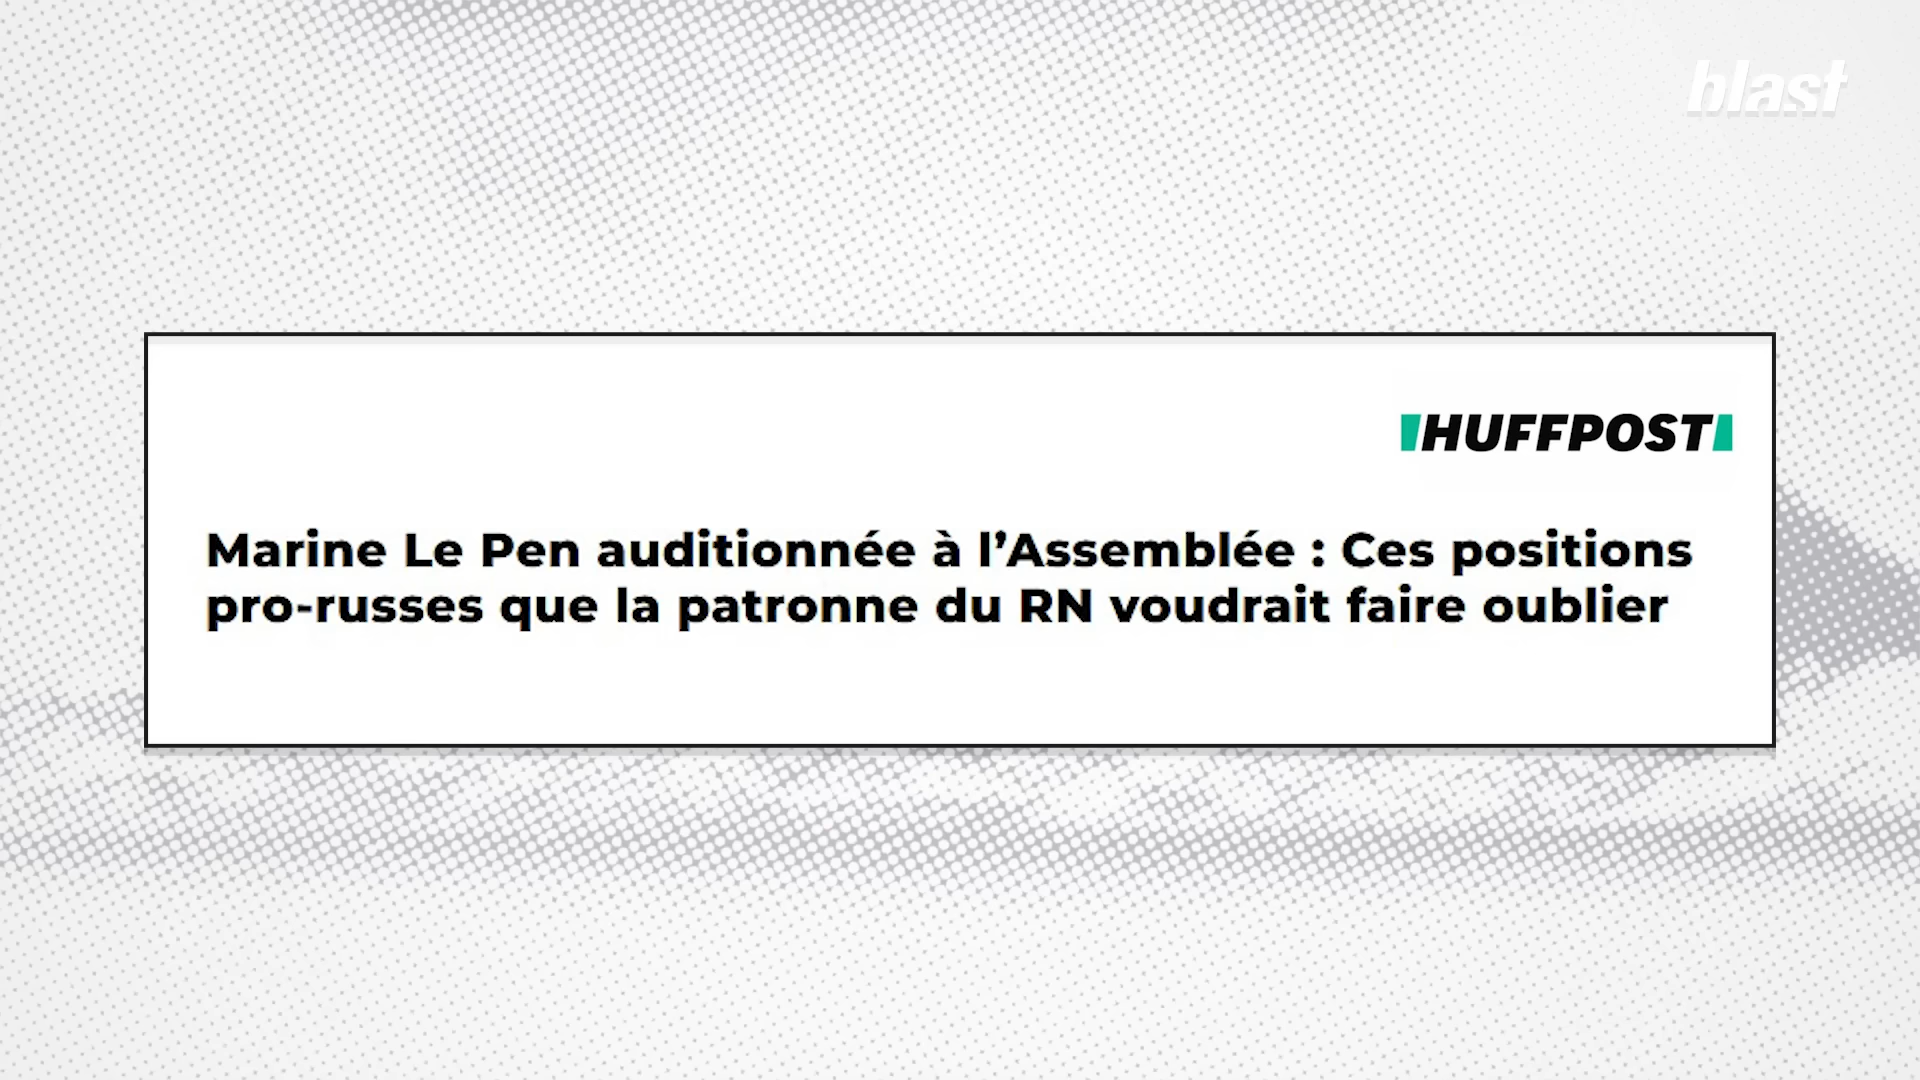 blast
HUFFPOST
Marine Le Pen auditionnée à l’Assemblée : Ces positions
pro-russes que la patronne du RN voudrait faire oublier